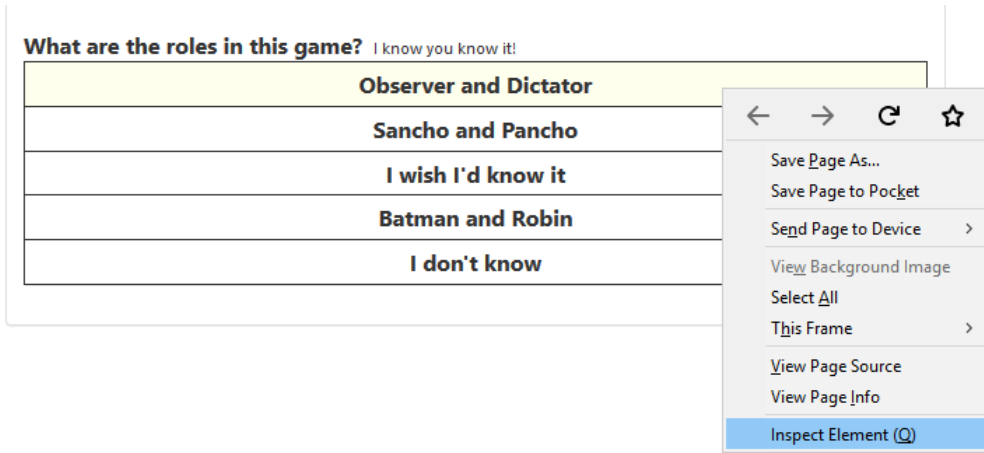 What are the roles in this game? I know you know it!
Observer and Dictator
Sancho and Pancho
I wish I'd know it
Batman and Robin
I don't know
Save Page As...
Save Page to Pocket
Send Page to Device
View Background Image
Select All
This Frame
View Page Source
View Page Info
Inspect Element (Q)